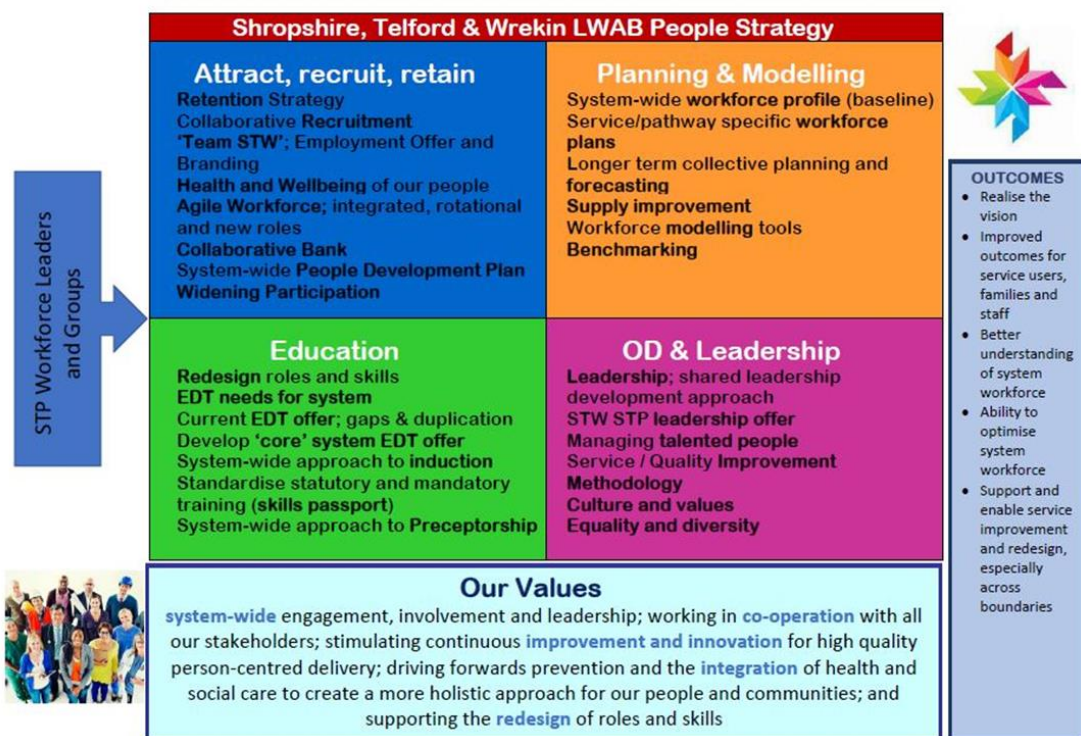 Shropshire, Telford & Wrekin LWAB People Strategy
STP Workforce Leaders
and Groups
Attract, recruit, retain
Retention Strategy
Collaborative Recruitment
'Team STW'; Employment Offer and
Branding
Health and Wellbeing of our people
Agile Workforce; integrated, rotational
and new roles
Collaborative Bank
System-wide People Development Plan
Widening Participation
Planning & Modelling
System-wide workforce profile (baseline)
Service/pathway specific workforce
plans
Longer term collective planning and
forecasting
Supply improvement
Workforce modelling tools
Benchmarking
Education
Redesign roles and skills
EDT needs for system
Current EDT offer; gaps & duplication
Develop 'core' system EDT offer
System-wide approach to induction
Standardise statutory and mandatory
training (skills passport)
System-wide approach to Preceptorship
OD & Leadership
Leadership; shared leadership
development approach
STW STP leadership offer
Managing talented people
Service / Quality Improvement
Methodology
Culture and values
Equality and diversity
OUTCOMES
• Realise the
vision
• Improved
outcomes for
service users,
families and
staff
• Better
understanding
of system
workforce
• Ability to
optimise
system
workforce
• Support and
enable service
improvement
and redesign,
especially
across
boundaries
Our Values
system-wide engagement, involvement and leadership; working in co-operation with all
our stakeholders; stimulating continuous improvement and innovation for high quality
person-centred delivery; driving forwards prevention and the integration of health and
social care to create a more holistic approach for our people and communities; and
supporting the redesign of roles and skills